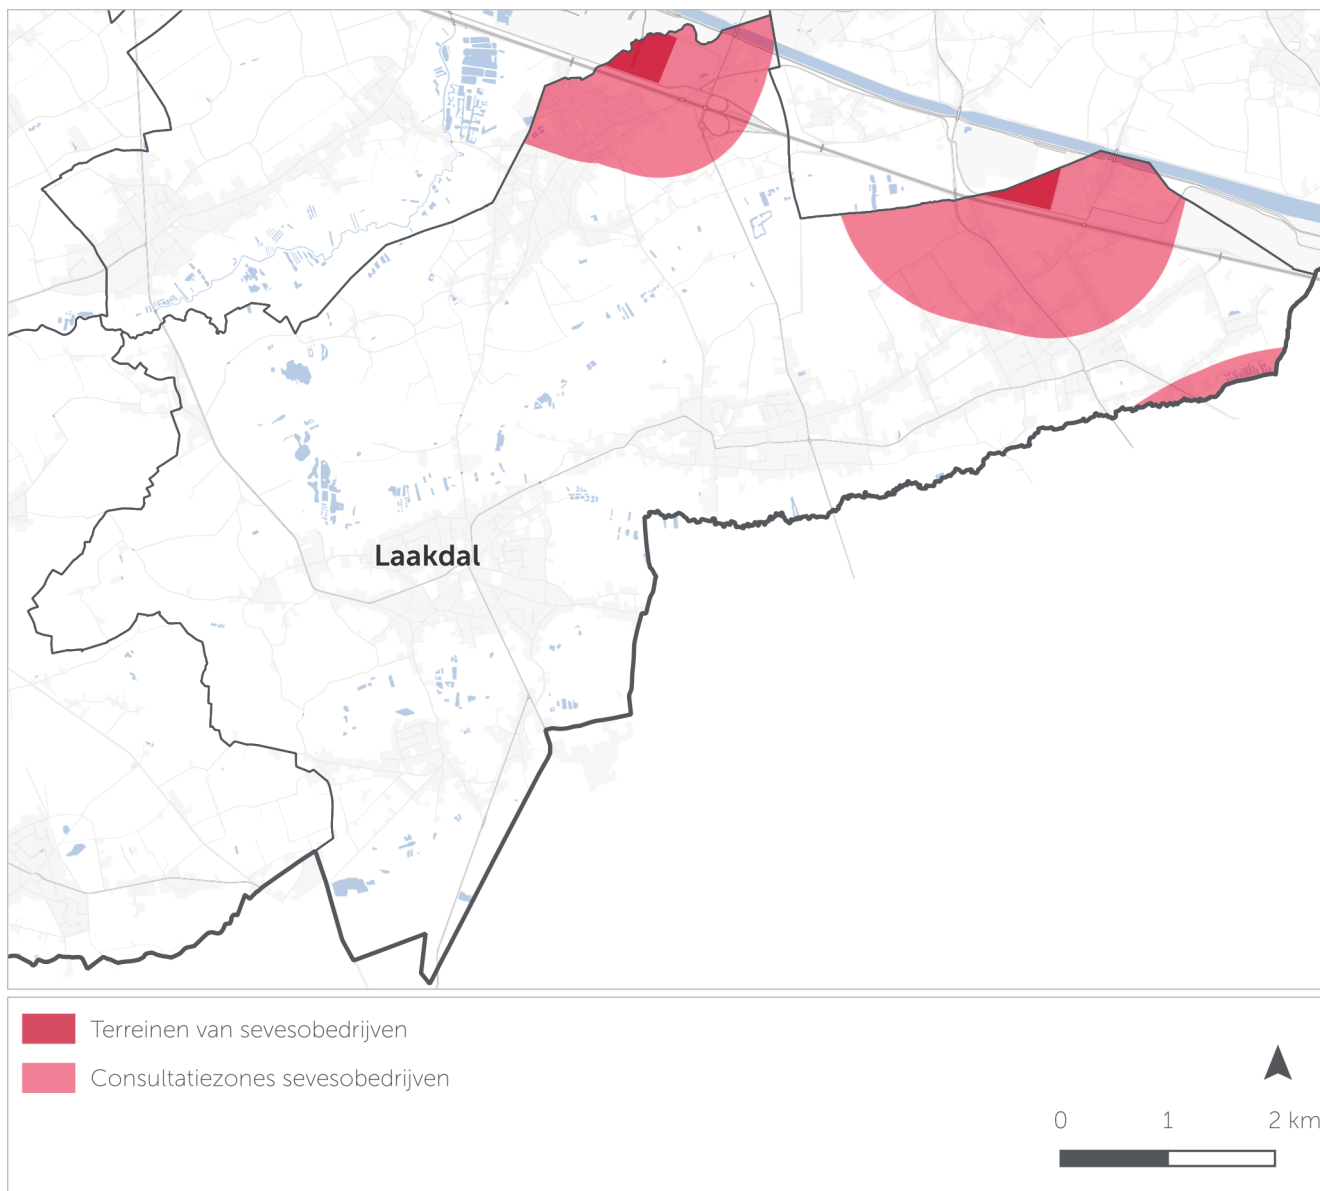 Laakdal
Terreinen van sevesobedrijven
Consultatiezones sevesobedrijven
0 1 2 km